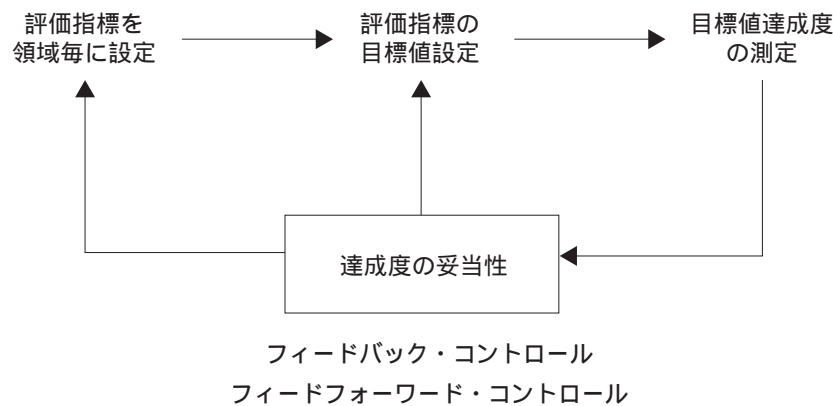 評価指標を
領域毎に設定
評価指標の
目標値設定
目標値達成度
の測定
達成度の妥当性
フィードバック・コントロール
フィードフォーワード・コントロール